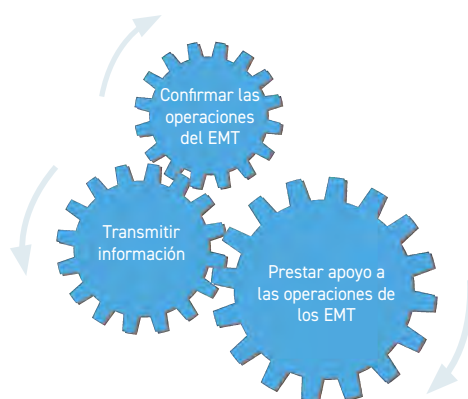 Confirmar las
operaciones
del EMT
Transmitir
información
Prestar apoyo a
las operaciones de
los EMT